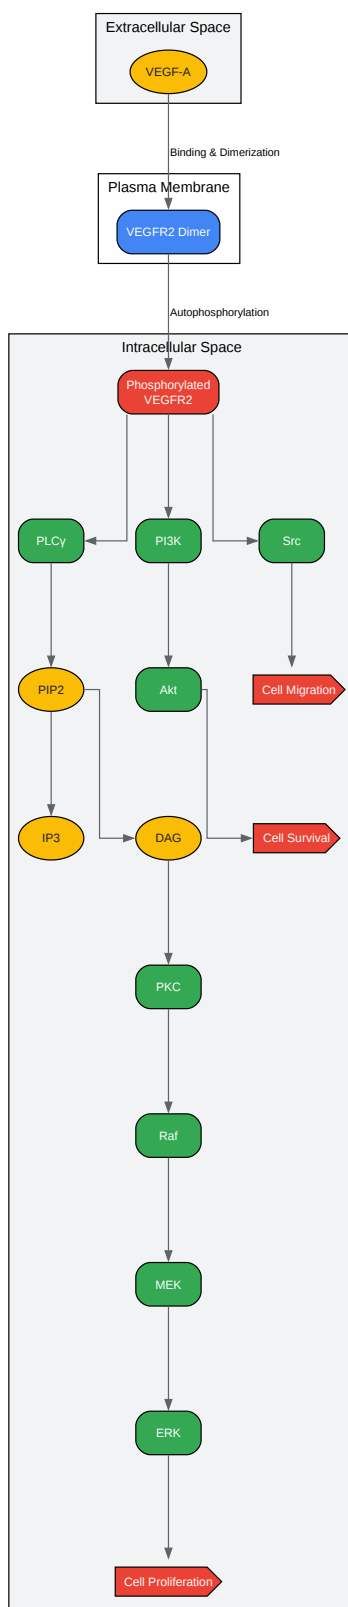 Extracellular Space
VEGF-A
Binding & Dimerization
Plasma Membrane
VEGFR2 Dimer
Autophosphorylation
Intracellular Space
Phosphorylated
VEGFR2
PLCγ
PI3K
Src
PIP2
Akt
Cell Migration
IP3
DAG
Cell Survival
PKC
Raf
MEK
ERK
Cell Proliferation